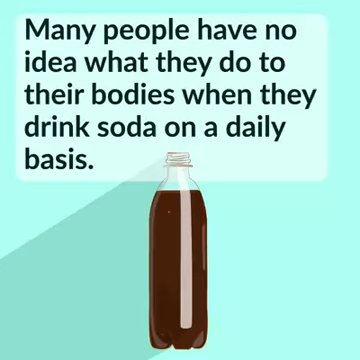 Many people have no
idea what they do to
their bodies when they
drink soda on a daily
basis.